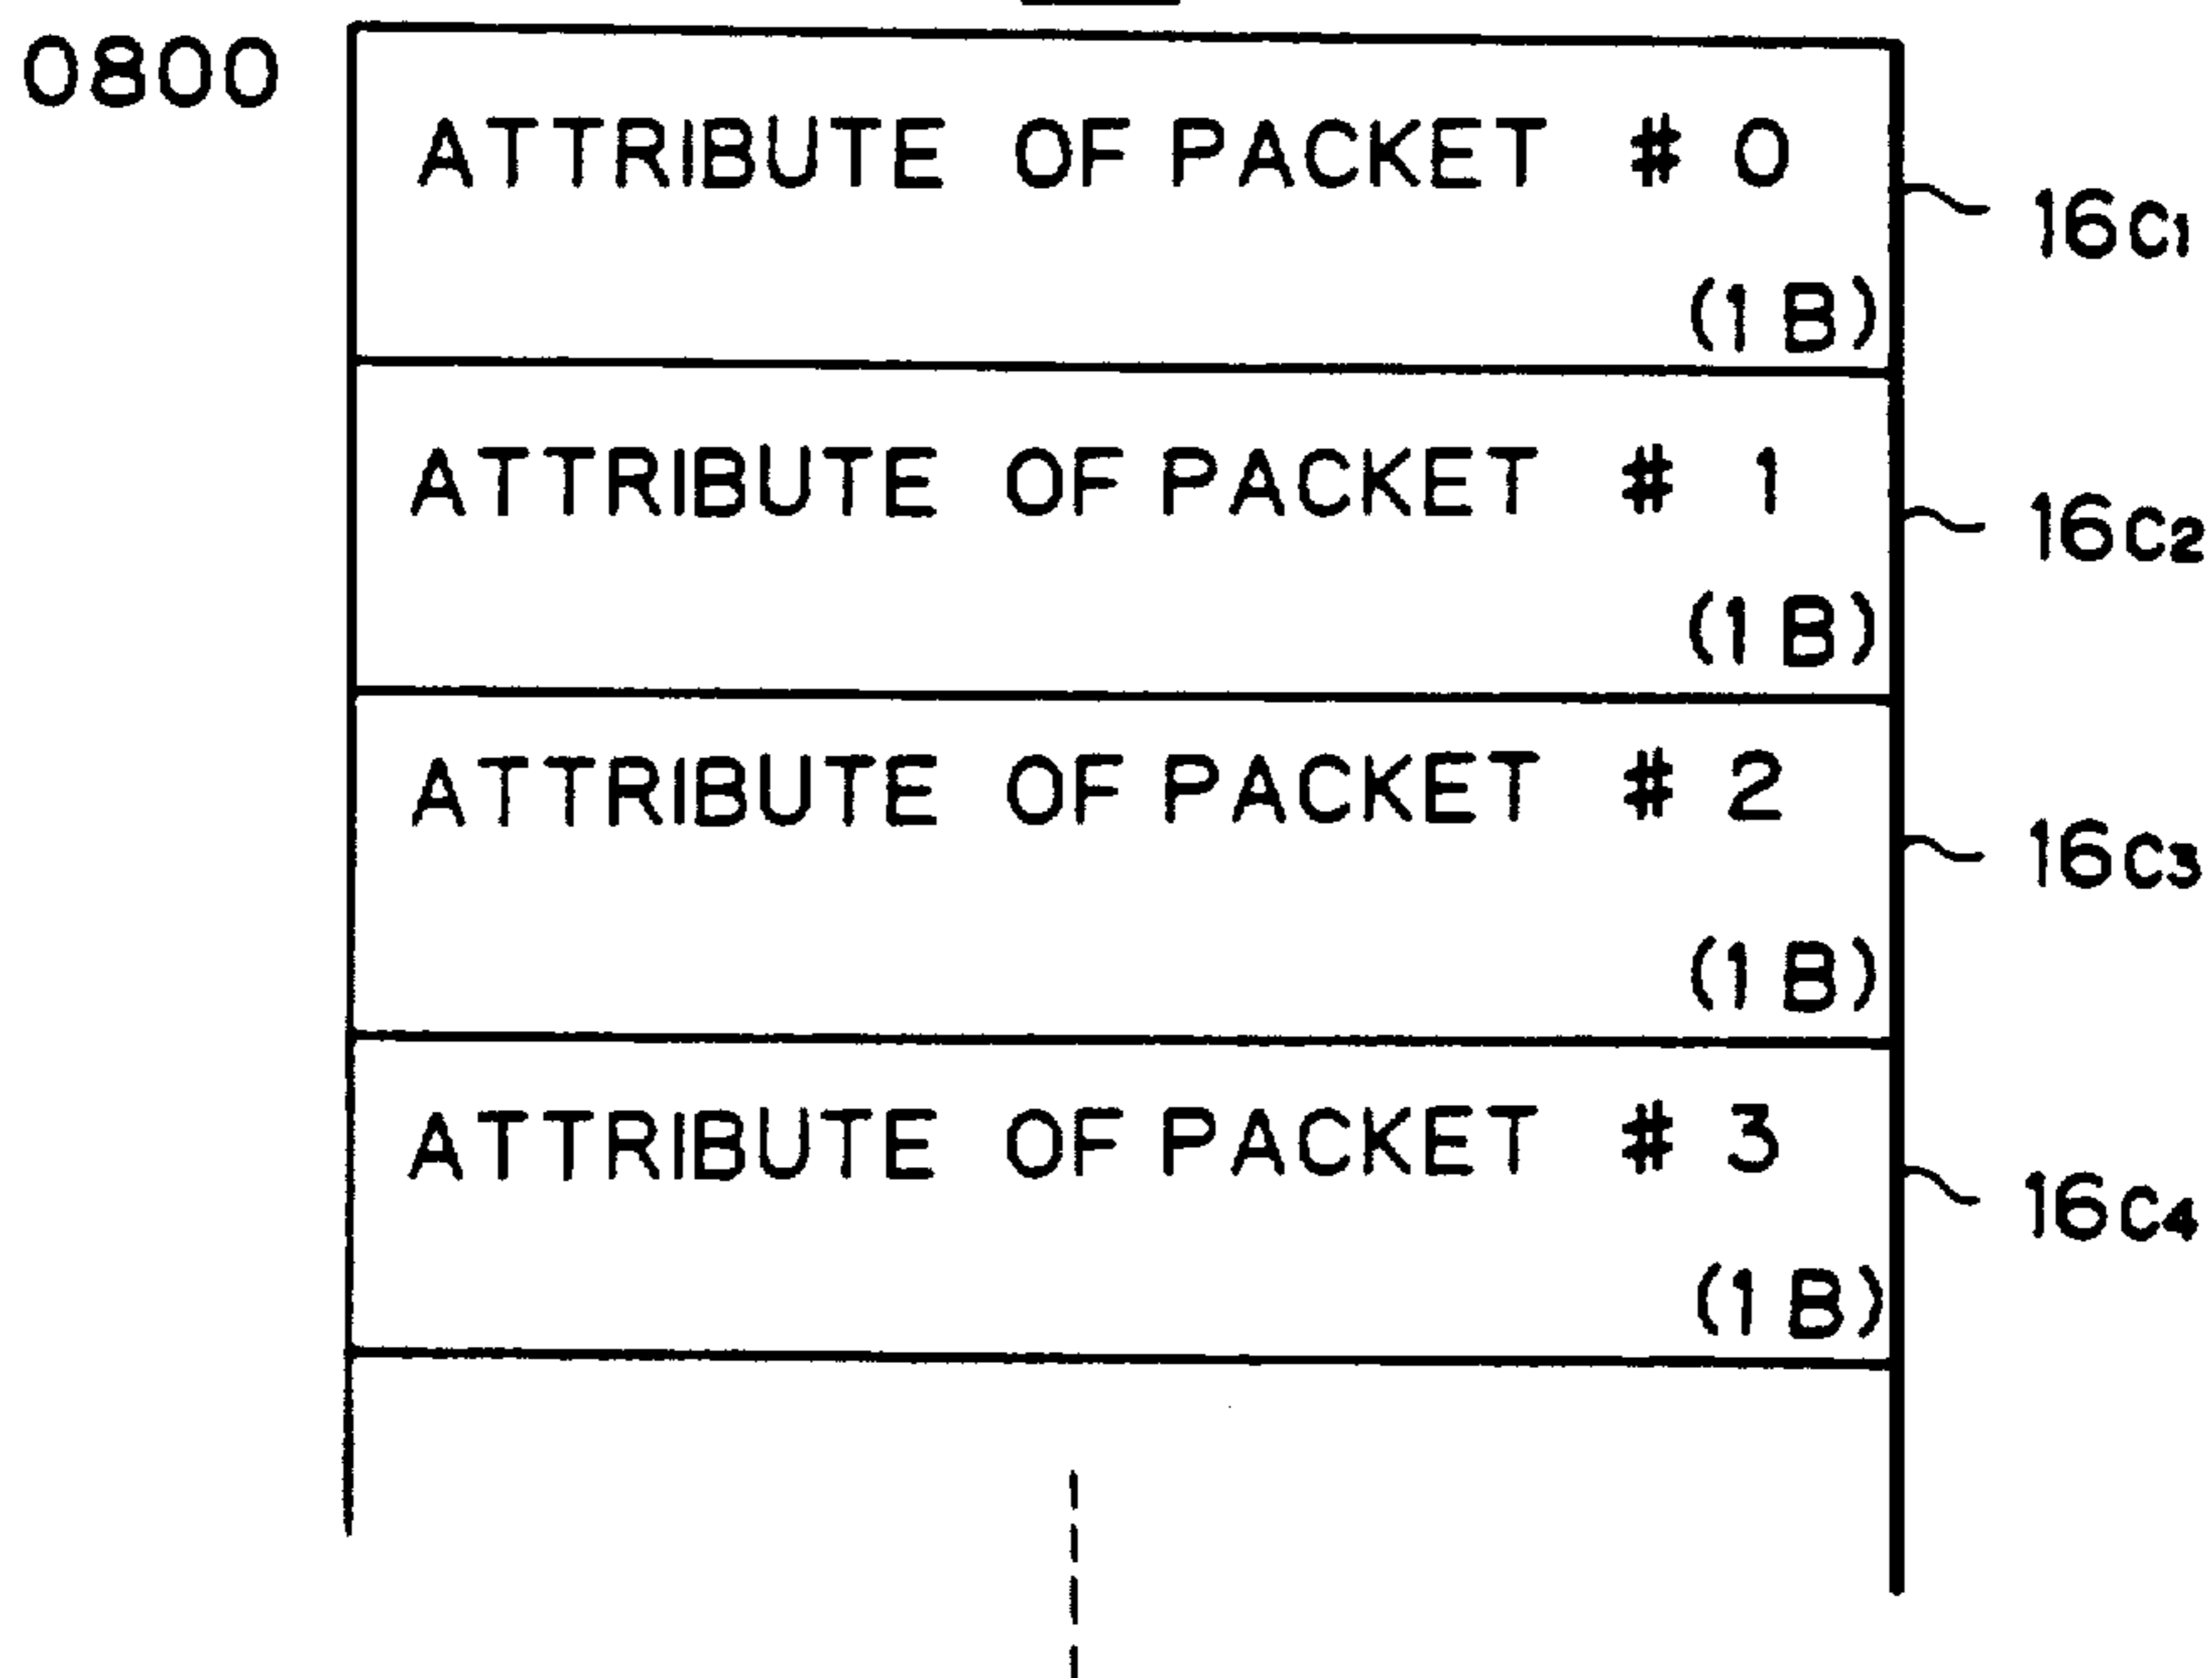 0800
ATTRIBUTE OF PACKET # 0
16c1
(1B)
ATTRIBUTE OF PACKET # 1
16c2
(1B)
ATTRIBUTE OF PACKET # 2
16c3
(1B)
ATTRIBUTE OF PACKET # 3
16c4
(1B)